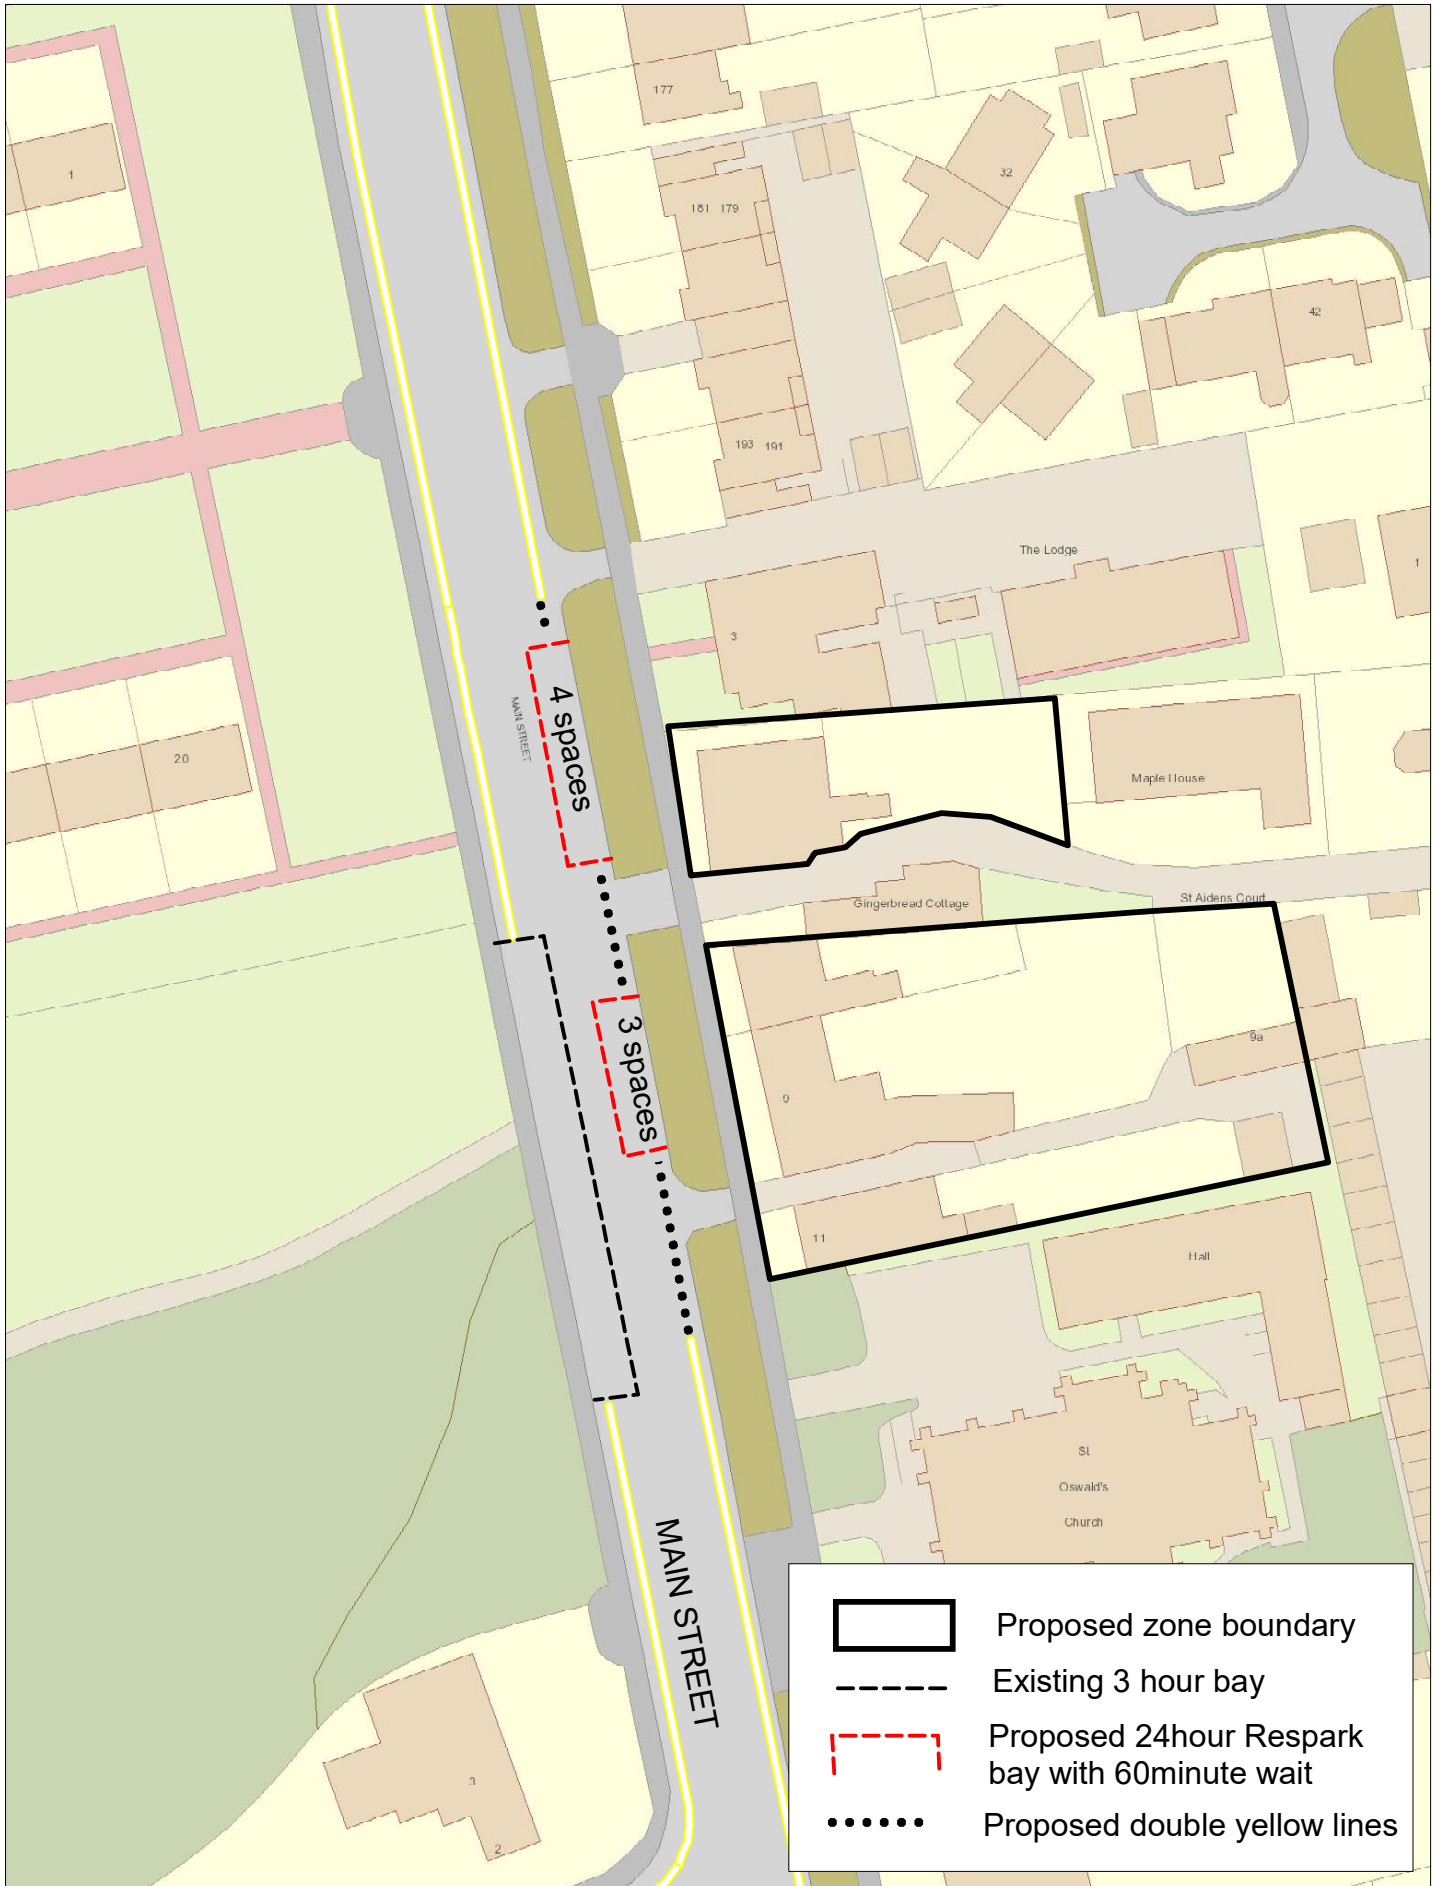 177
1
32
181 179
42
193 191
The Lodge
1
3
4 spaces
MAIN STREET
20
Maple House
St Aidens Court
Gingerbread Cottage
3 spaces
9a
9
11
Hall
St
Oswald's
Church
MAIN STREET
3
2
Proposed zone boundary
Existing 3 hour bay
Proposed 24hour Respark
bay with 60minute wait
Proposed double yellow lines